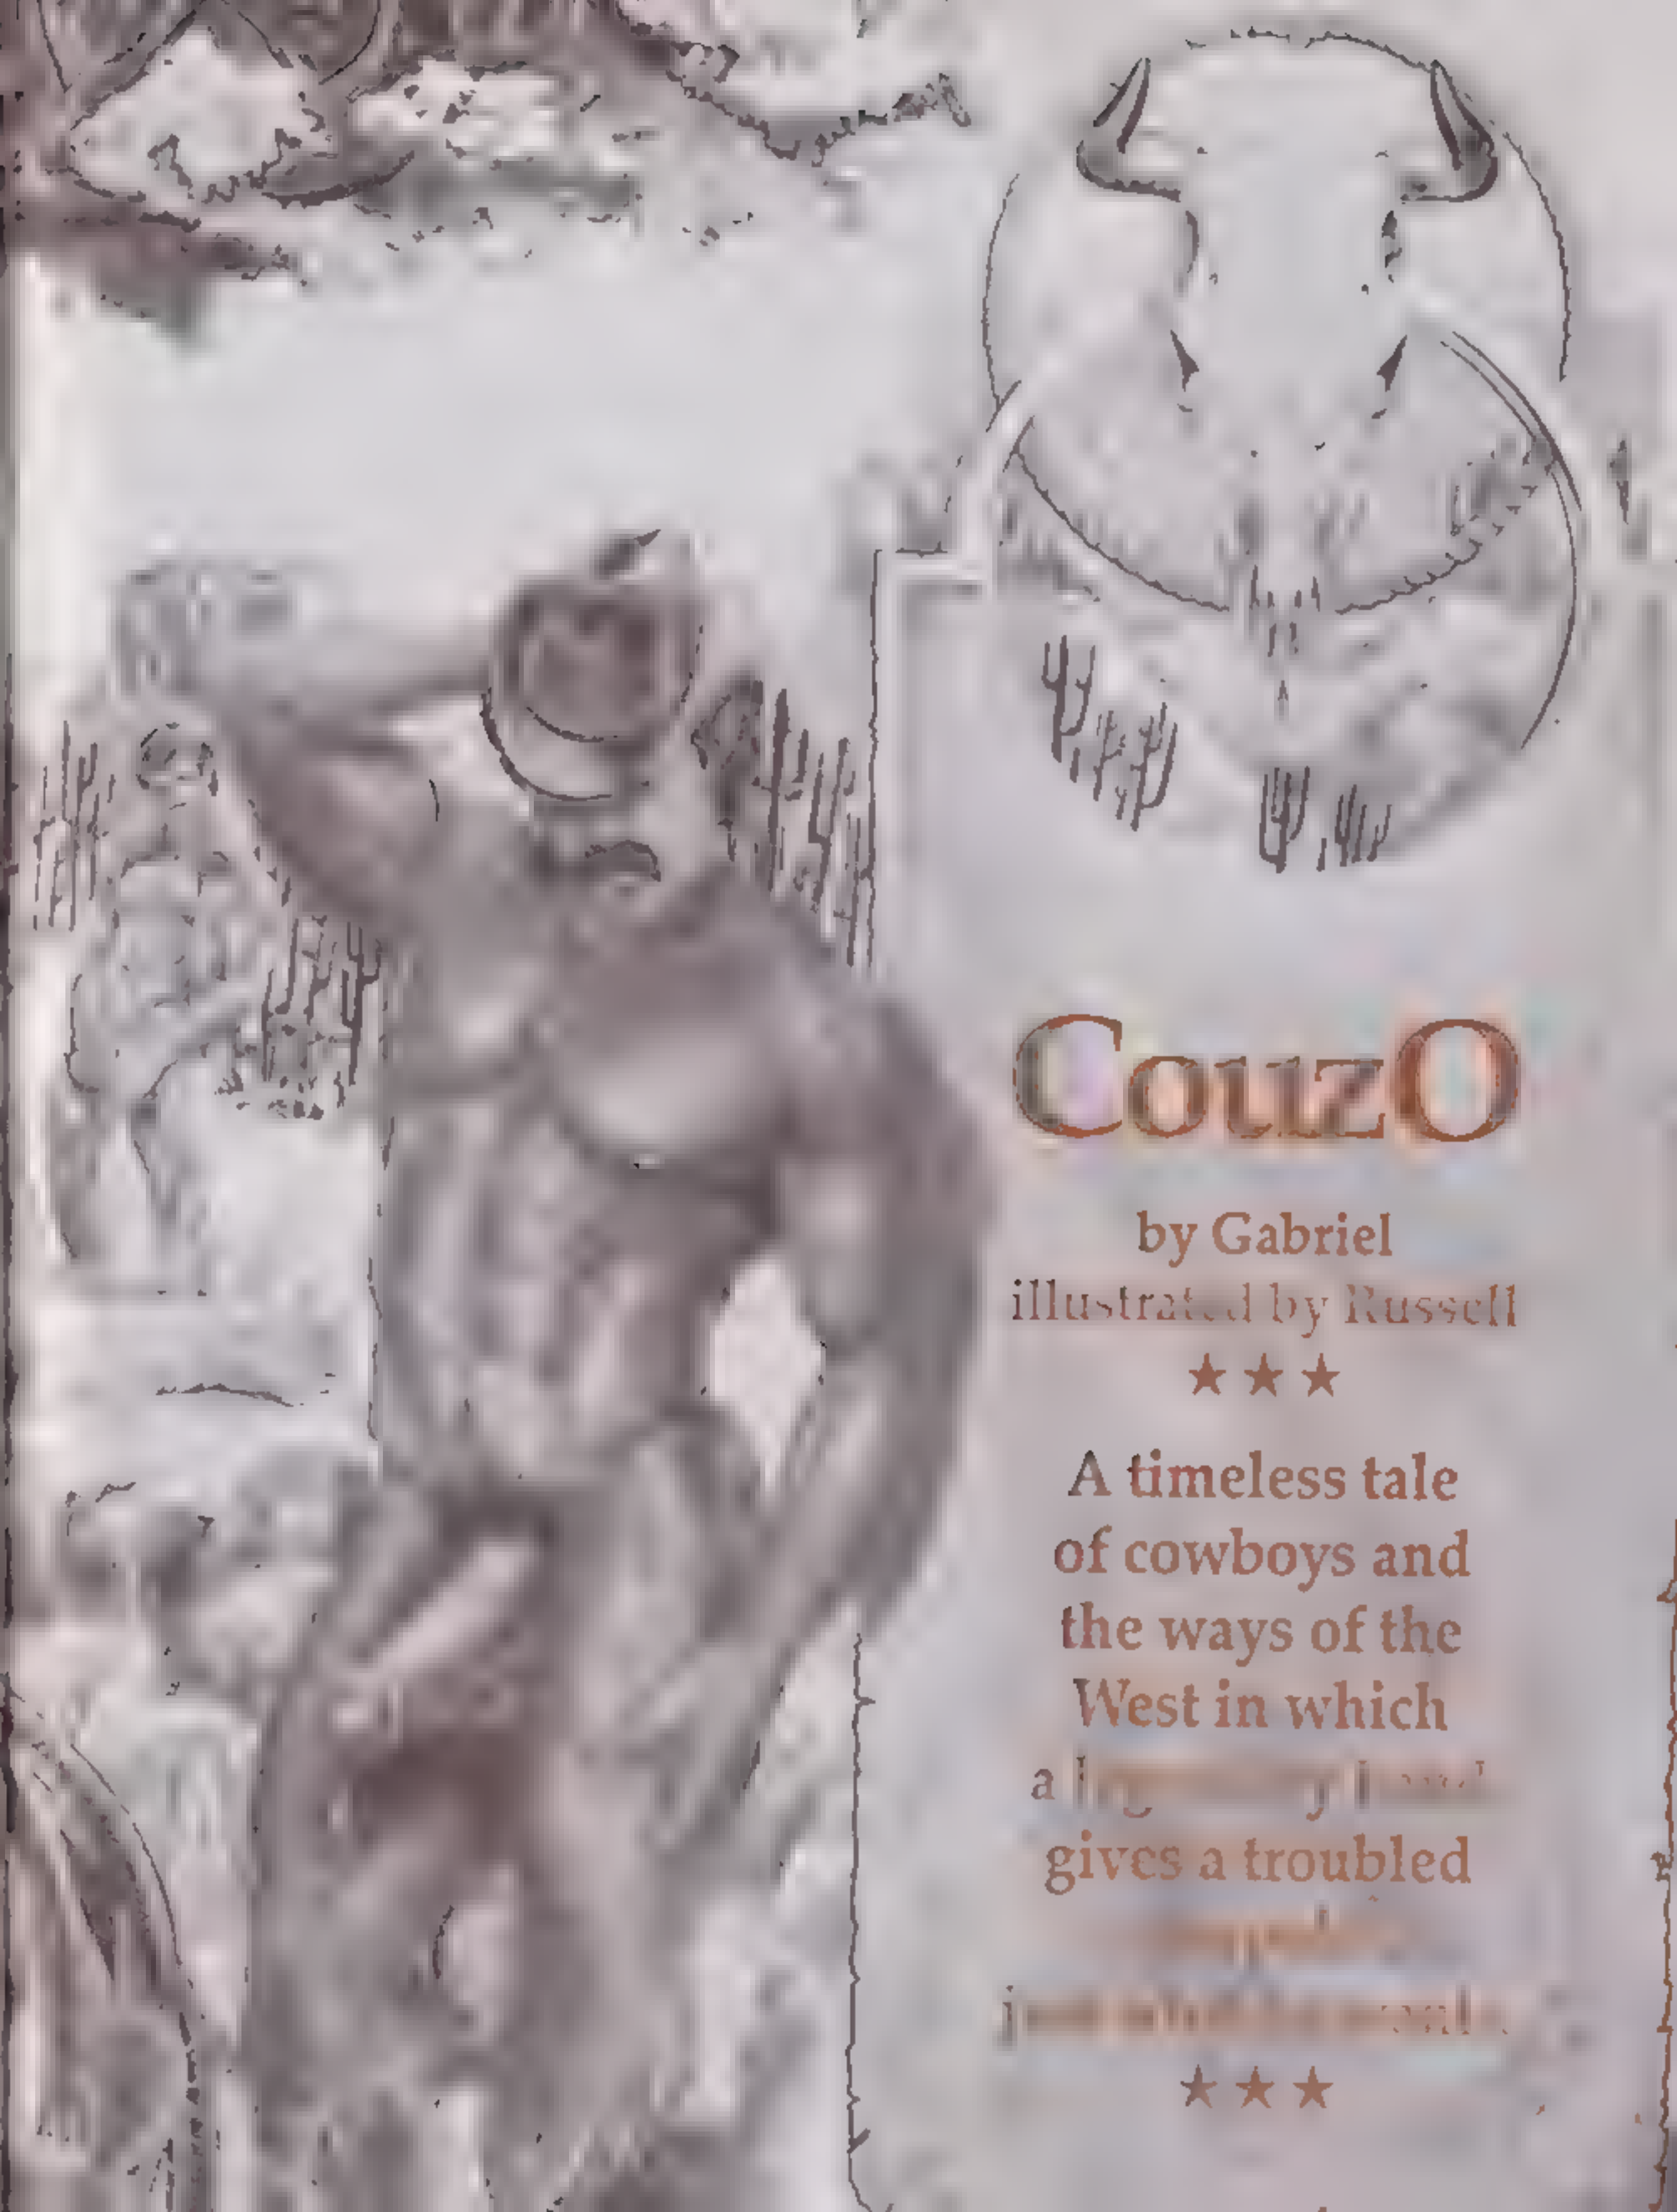 CouzO
by Gabriel
illustrated by Russell
★ ★ ★
A timeless tale
of cowboys and
the ways of the
West in which
a
gives a troubled
★ ★ ★